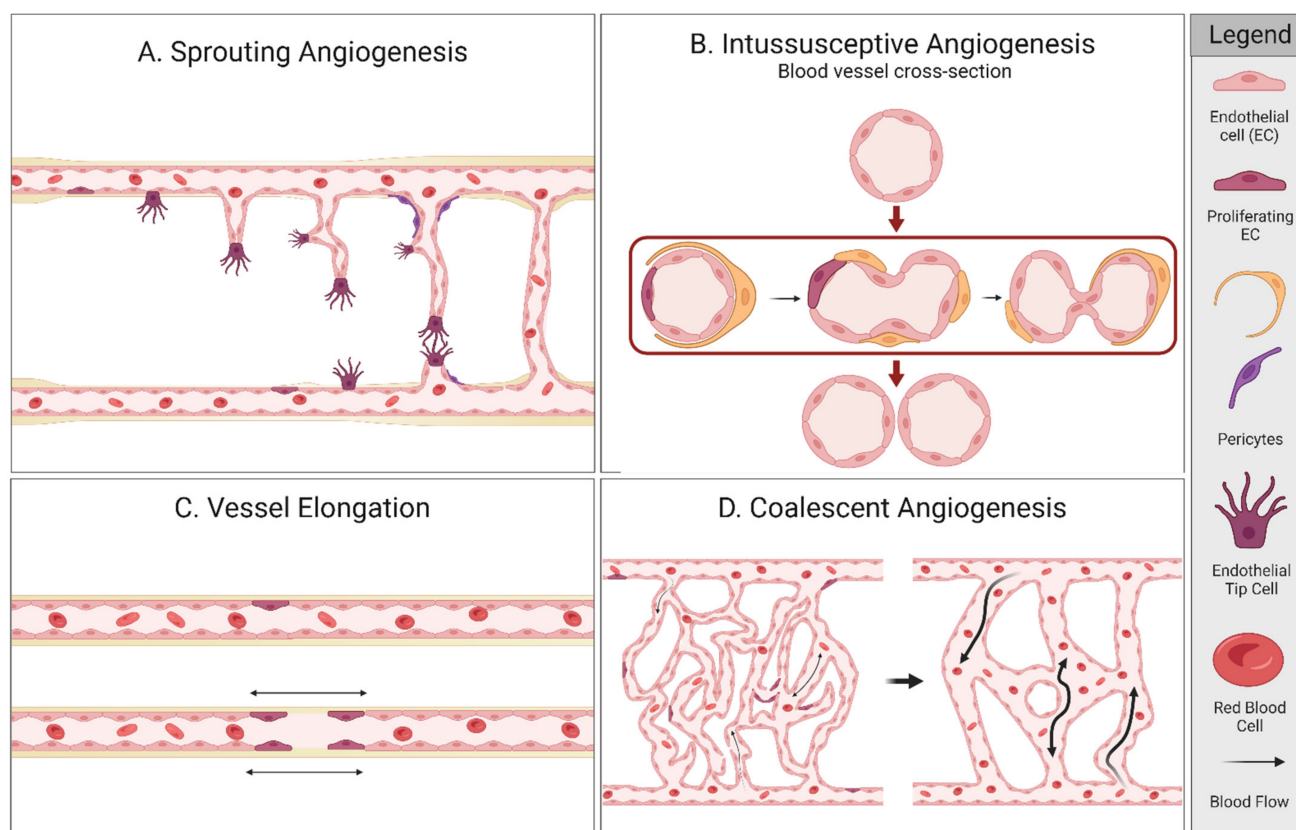 A. Sprouting Angiogenesis
B. Intussusceptive Angiogenesis
Blood vessel cross-section
C. Vessel Elongation
D. Coalescent Angiogenesis
Legend
Endothelial
cell (EC)
Proliferating
EC
Pericytes
Endothelial
Tip Cell
Red Blood
Cell
Blood Flow